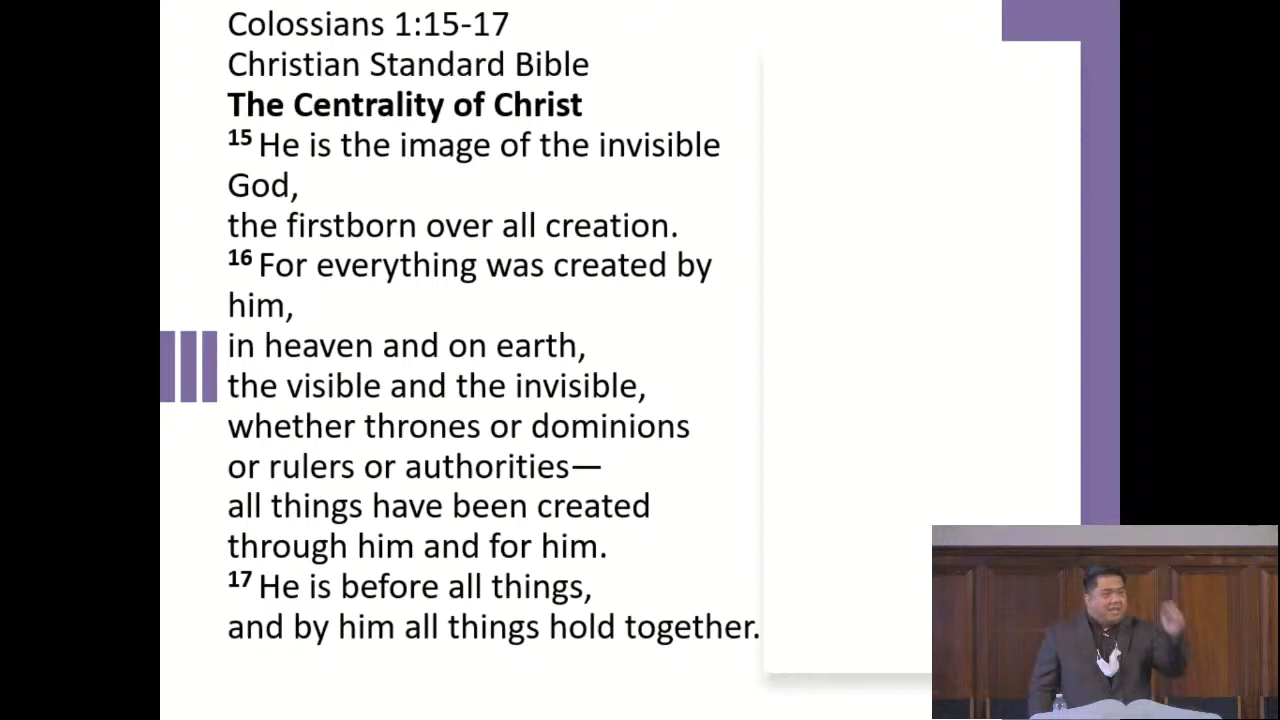 Colossians 1:15-17
Christian Standard Bible
The Centrality of Christ
15 He is the image of the invisible
God,
the firstborn over all creation.
16 For everything was created by
him,
in heaven and on earth,
the visible and the invisible,
whether thrones or dominions
or rulers or authorities—
all things have been created
through him and for him.
17 He is before all things,
and by him all things hold together.